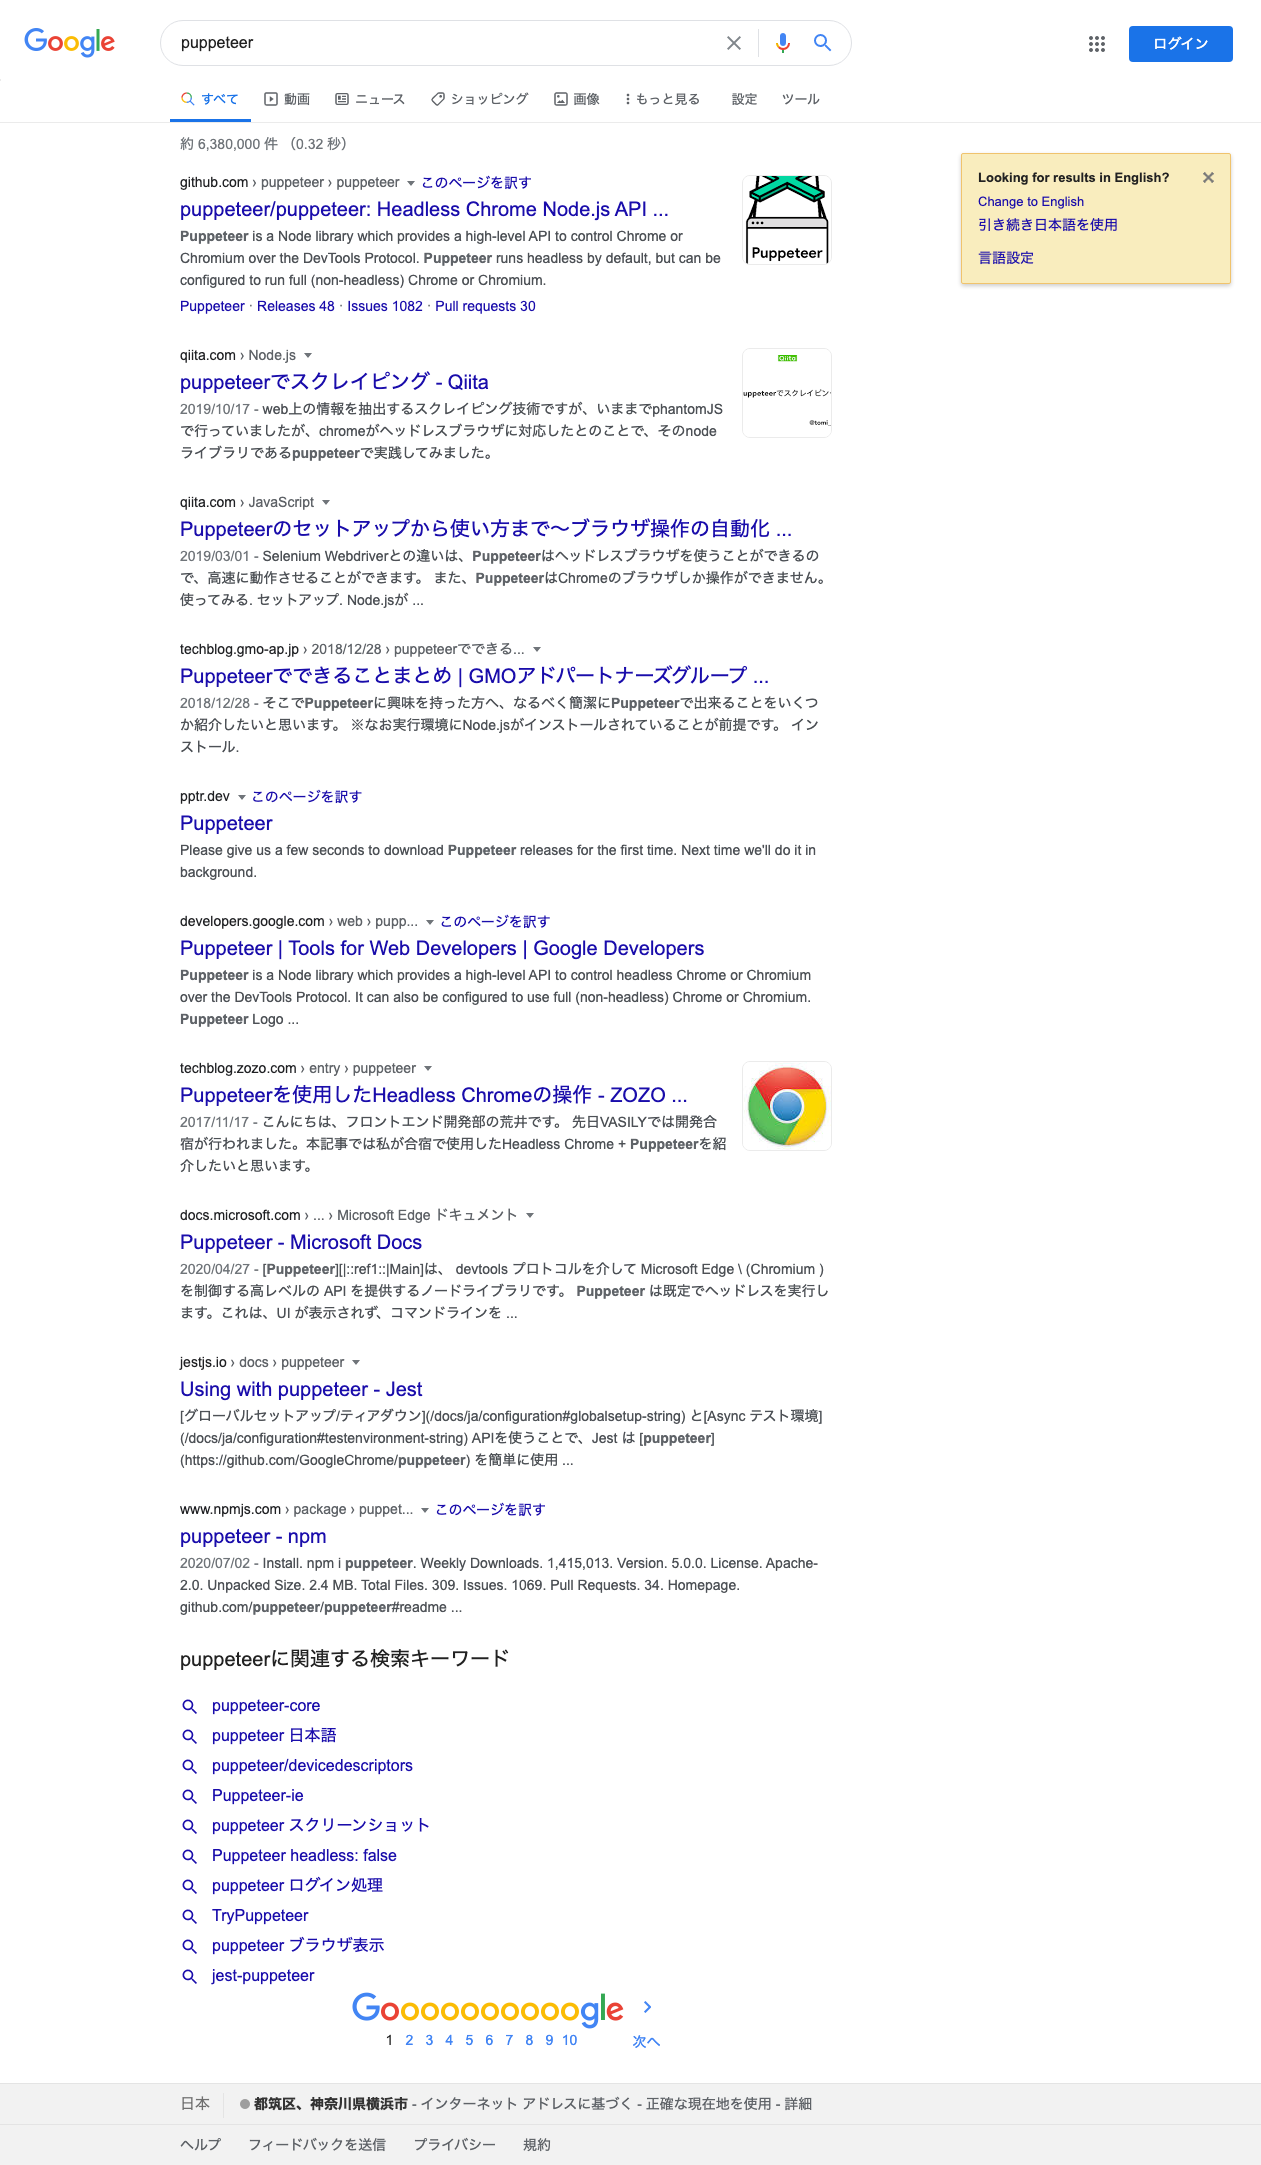 Google
puppeteer
ログイン
すべて 動画 ニュース ショッピング 画像 もっと見る 設定 ツール
約 6,380,000 件 （0.32 秒）
Looking for results in English?
Change to English
引き続き日本語を使用
言語設定
github.com › puppeteer › puppeteer このページを訳す
puppeteer/puppeteer: Headless Chrome Node.js API ...
Puppeteer is a Node library which provides a high-level API to control Chrome or
Chromium over the DevTools Protocol. Puppeteer runs headless by default, but can be
configured to run full (non-headless) Chrome or Chromium.
Puppeteer · Releases 48 · Issues 1082 · Pull requests 30
Puppeteer
qiita.com › Node.js
puppeteerでスクレイピング - Qiita
2019/10/17 - web上の情報を抽出するスクレイピング技術ですが、いままでphantomJS
で行っていましたが、chromeがヘッドレスブラウザに対応したとのことで、そのnode
ライブラリであるpuppeteerで実践してみました。
Qiita
uppeteerでスクレイピン
@tomi_
qiita.com › JavaScript
Puppeteerのセットアップから使い方まで〜ブラウザ操作の自動化 ...
2019/03/01 - Selenium Webdriverとの違いは、Puppeteerはヘッドレスブラウザを使うことができるの
で、高速に動作させることができます。 また、PuppeteerはChromeのブラウザしか操作ができません。
使ってみる. セットアップ. Node.jsが ...
techblog.gmo-ap.jp › 2018/12/28 › puppeteerでできる...
Puppeteerでできることまとめ | GMOアドパートナーズグループ ...
2018/12/28 - そこでPuppeteerに興味を持った方へ、なるべく簡潔にPuppeteerで出来ることをいくつ
か紹介したいと思います。 ※なお実行環境にNode.jsがインストールされていることが前提です。 イン
ストール.
pptr.dev このページを訳す
Puppeteer
Please give us a few seconds to download Puppeteer releases for the first time. Next time we'll do it in
background.
developers.google.com › web › pupp... このページを訳す
Puppeteer | Tools for Web Developers | Google Developers
Puppeteer is a Node library which provides a high-level API to control headless Chrome or Chromium
over the DevTools Protocol. It can also be configured to use full (non-headless) Chrome or Chromium.
Puppeteer Logo ...
techblog.zozo.com › entry › puppeteer
Puppeteerを使用したHeadless Chromeの操作 - ZOZO ...
2017/11/17 - こんにちは、フロントエンド開発部の荒井です。 先日VASILYでは開発合
宿が行われました。本記事では私が合宿で使用したHeadless Chrome + Puppeteerを紹
介したいと思います。
docs.microsoft.com › ... › Microsoft Edge ドキュメント
Puppeteer - Microsoft Docs
2020/04/27 - [Puppeteer][|::ref1::|Main]は、 devtools プロトコルを介して Microsoft Edge \ (Chromium )
を制御する高レベルの API を提供するノードライブラリです。 Puppeteer は既定でヘッドレスを実行し
ます。これは、UI が表示されず、コマンドラインを ...
jestjs.io › docs › puppeteer
Using with puppeteer - Jest
[グローバルセットアップ/ティアダウン](/docs/ja/configuration#globalsetup-string) と[Async テスト環境]
(/docs/ja/configuration#testenvironment-string) APIを使うことで、Jest は [puppeteer]
(https://github.com/GoogleChrome/puppeteer) を簡単に使用 ...
www.npmjs.com › package › puppet... このページを訳す
puppeteer - npm
2020/07/02 - Install. npm i puppeteer. Weekly Downloads. 1,415,013. Version. 5.0.0. License. Apache-
2.0. Unpacked Size. 2.4 MB. Total Files. 309. Issues. 1069. Pull Requests. 34. Homepage.
github.com/puppeteer/puppeteer#readme ...
puppeteerに関連する検索キーワード
puppeteer-core
puppeteer 日本語
puppeteer/devicedescriptors
Puppeteer-ie
puppeteer スクリーンショット
Puppeteer headless: false
puppeteer ログイン処理
TryPuppeteer
puppeteer ブラウザ表示
jest-puppeteer
Goooooooooogle
1 2 3 4 5 6 7 8 9 10 次へ
日本 都筑区、神奈川県横浜市 - インターネット アドレスに基づく - 正確な現在地を使用 - 詳細
ヘルプ フィードバックを送信 プライバシー 規約